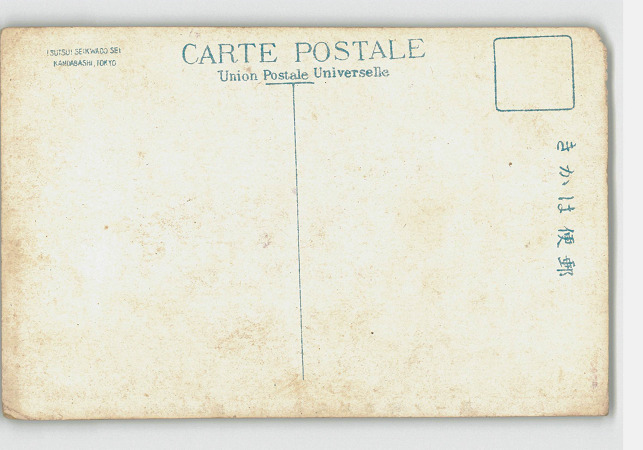 TSUTSUI SEIKWADO SEI
KANDABASHI, TOKYO
CARTE POSTALE
Union Postale Universelle
きかは便郵